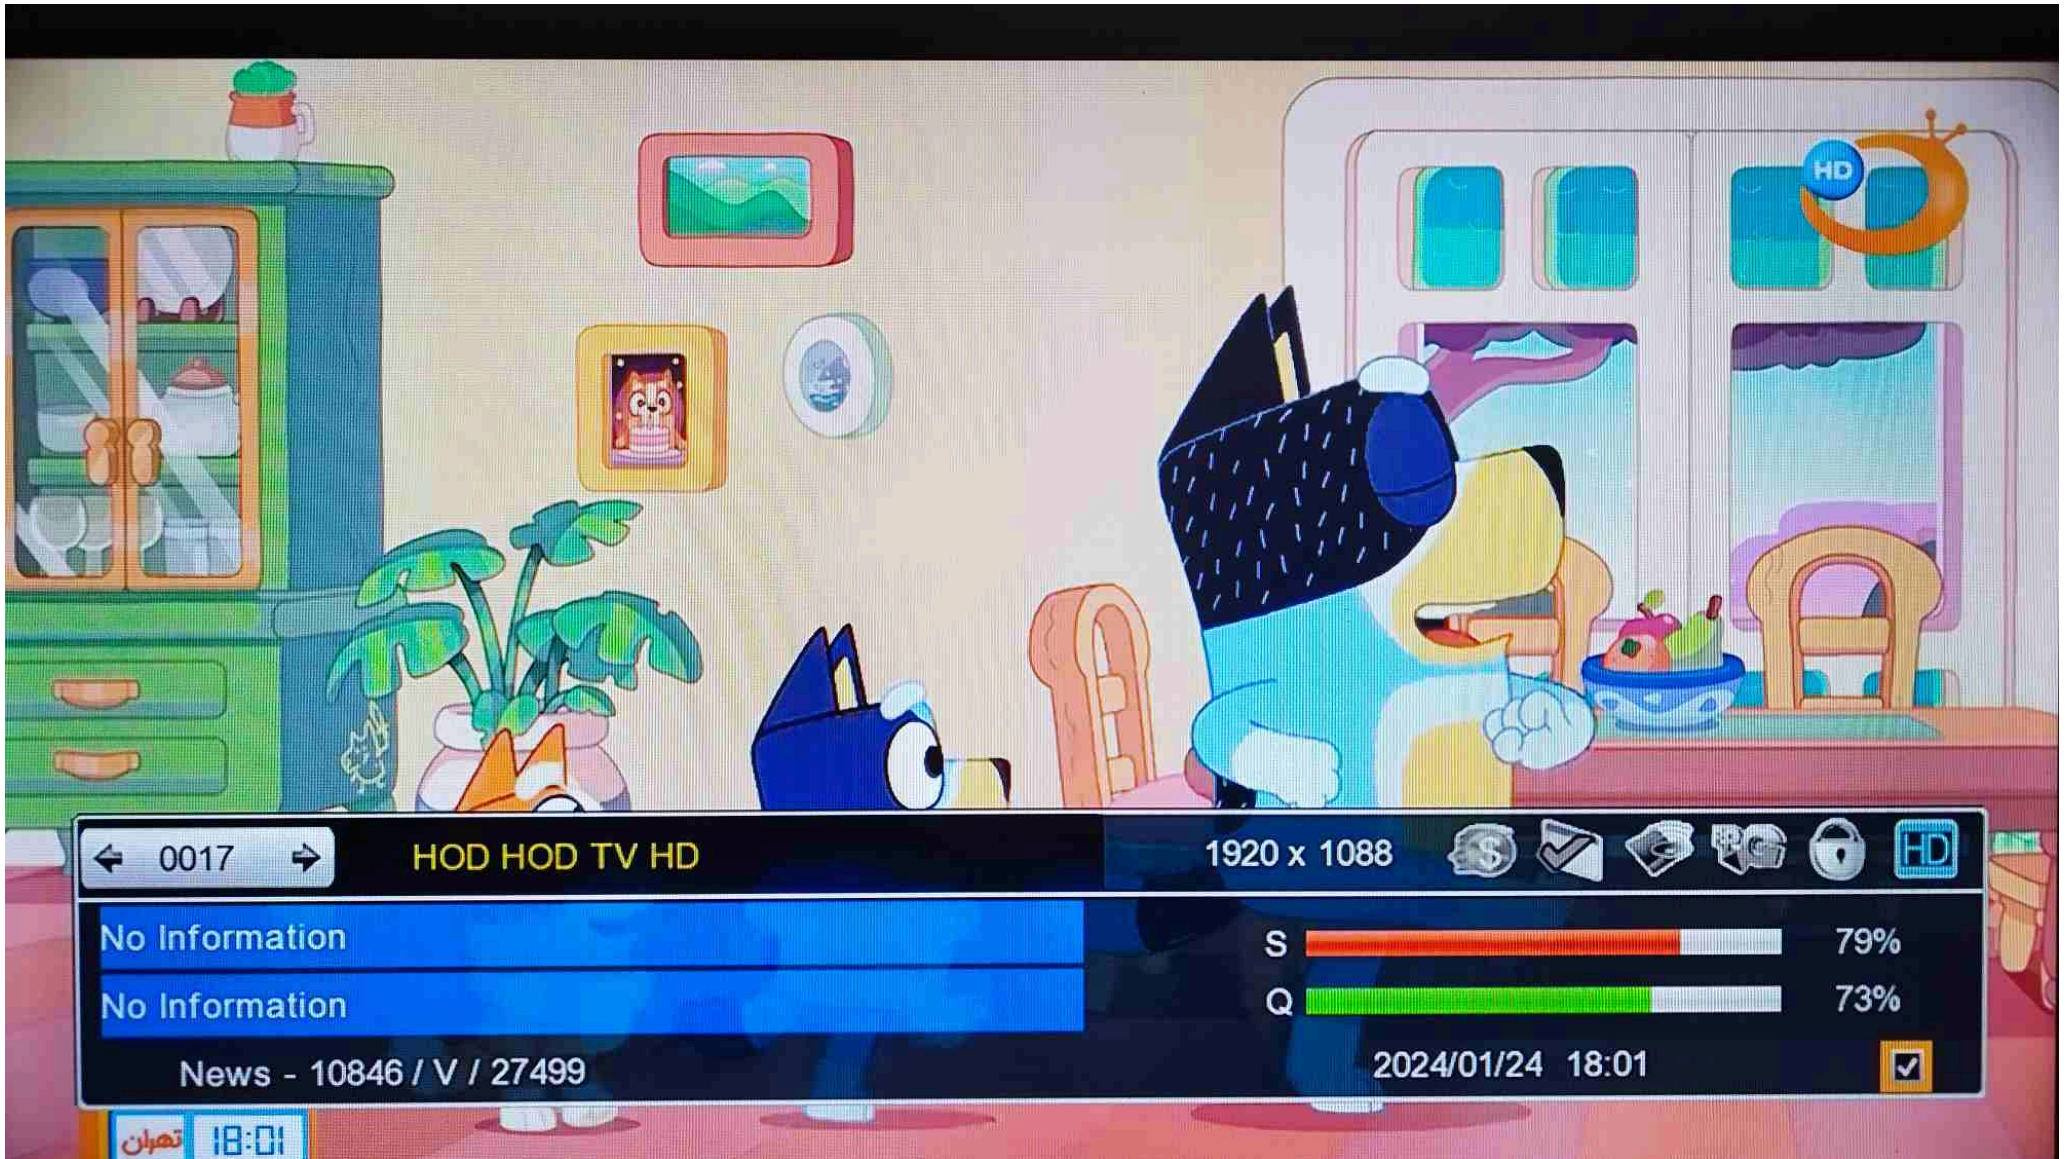 HD
0017 HOD HOD TV HD 1920 x 1088 $ HD
No Information S 79%
No Information Q 73%
News - 10846 / V / 27499 2024/01/24 18:01
تهران 18:01